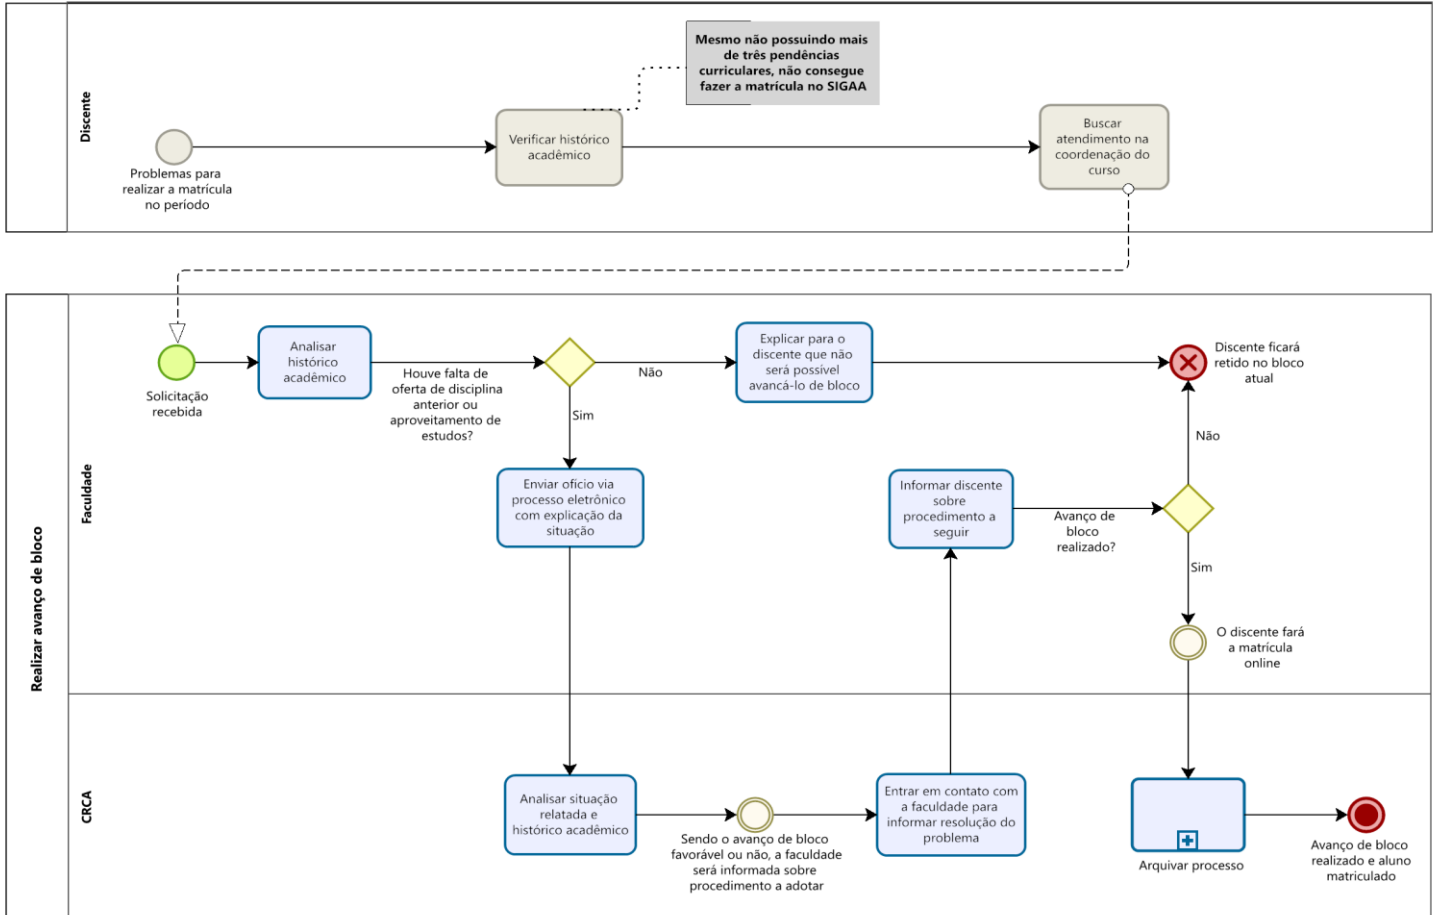 Discente
Mesmo não possuindo mais
de três pendências
curriculares, não consegue
fazer a matrícula no SIGAA
Problemas para
realizar a matrícula
no período
Verificar histórico
acadêmico
Buscar
atendimento na
coordenação do
curso
Realizar avanço de bloco
Faculdade
Solicitação
recebida
Analisar
histórico
acadêmico
Houve falta de
oferta de disciplina
anterior ou
aproveitamento de
estudos?
Não
Sim
Explicar para o
discente que não
será possível
avançá-lo de bloco
Discente ficará
retido no bloco
atual
Enviar ofício via
processo eletrônico
com explicação da
situação
Informar discente
sobre
procedimento a
seguir
Avanço de
bloco
realizado?
Não
Sim
O discente fará
a matrícula
online
CRCA
Analisar situação
relatada e
histórico acadêmico
Sendo o avanço de bloco
favorável ou não, a faculdade
será informada sobre
procedimento a adotar
Entrar em contato com
a faculdade para
informar resolução do
problema
Arquivar processo
Avanço de bloco
realizado e aluno
matriculado